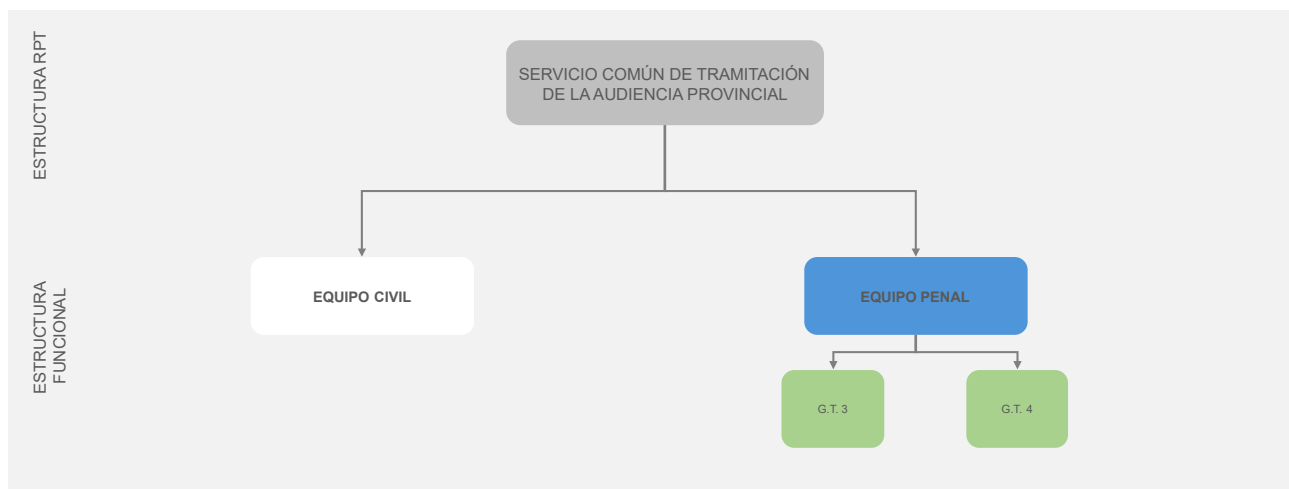 ESTRUCTURA RPT
SERVICIO COMÚN DE TRAMITACIÓN
DE LA AUDIENCIA PROVINCIAL
ESTRUCTURA
FUNCIONAL
EQUIPO CIVIL
EQUIPO PENAL
G.T. 3
G.T. 4